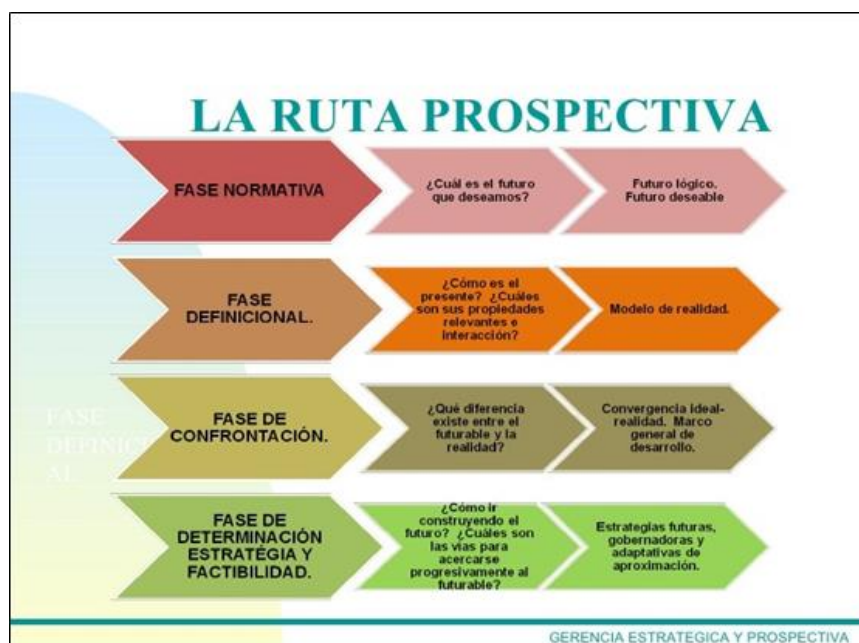 LA RUTA PROSPECTIVA
FASE NORMATIVA
¿Cuál es el futuro
que deseamos?
Futuro lógico.
Futuro deseable
FASE
DEFINICIONAL.
¿Cómo es el
presente? ¿Cuáles
son sus propiedades
relevantes e
interacción?
Modelo de realidad.
FASE DE
CONFRONTACIÓN.
¿Qué diferencia
existe entre el
futurable y la
realidad?
Convergencia ideal-
realidad. Marco
general de
desarrollo.
FASE
DEFINICI
AL
FASE DE
DETERMINACIÓN
ESTRATÉGIA Y
FACTIBILIDAD.
¿Cómo ir
construyendo el
futuro? ¿Cuáles son
las vías para
acercarse
progresivamente al
futurable?
Estrategias futuras,
gobernadoras y
adaptativas de
aproximación.
GERENCIA ESTRATEGICA Y PROSPECTIVA